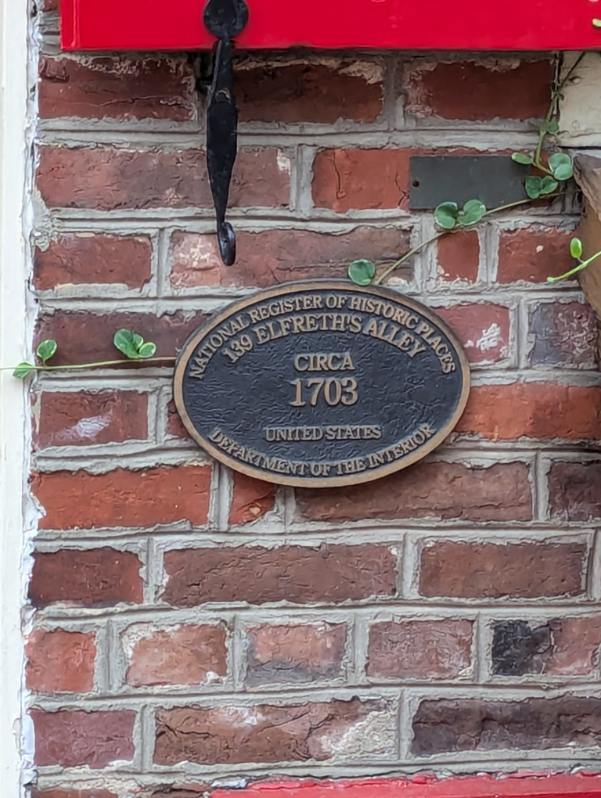 NATIONAL REGISTER OF HISTORIC PLACES
139 ELFRETH'S ALLEY
CIRCA
1703
UNITED STATES
DEPARTMENT OF THE INTERIOR